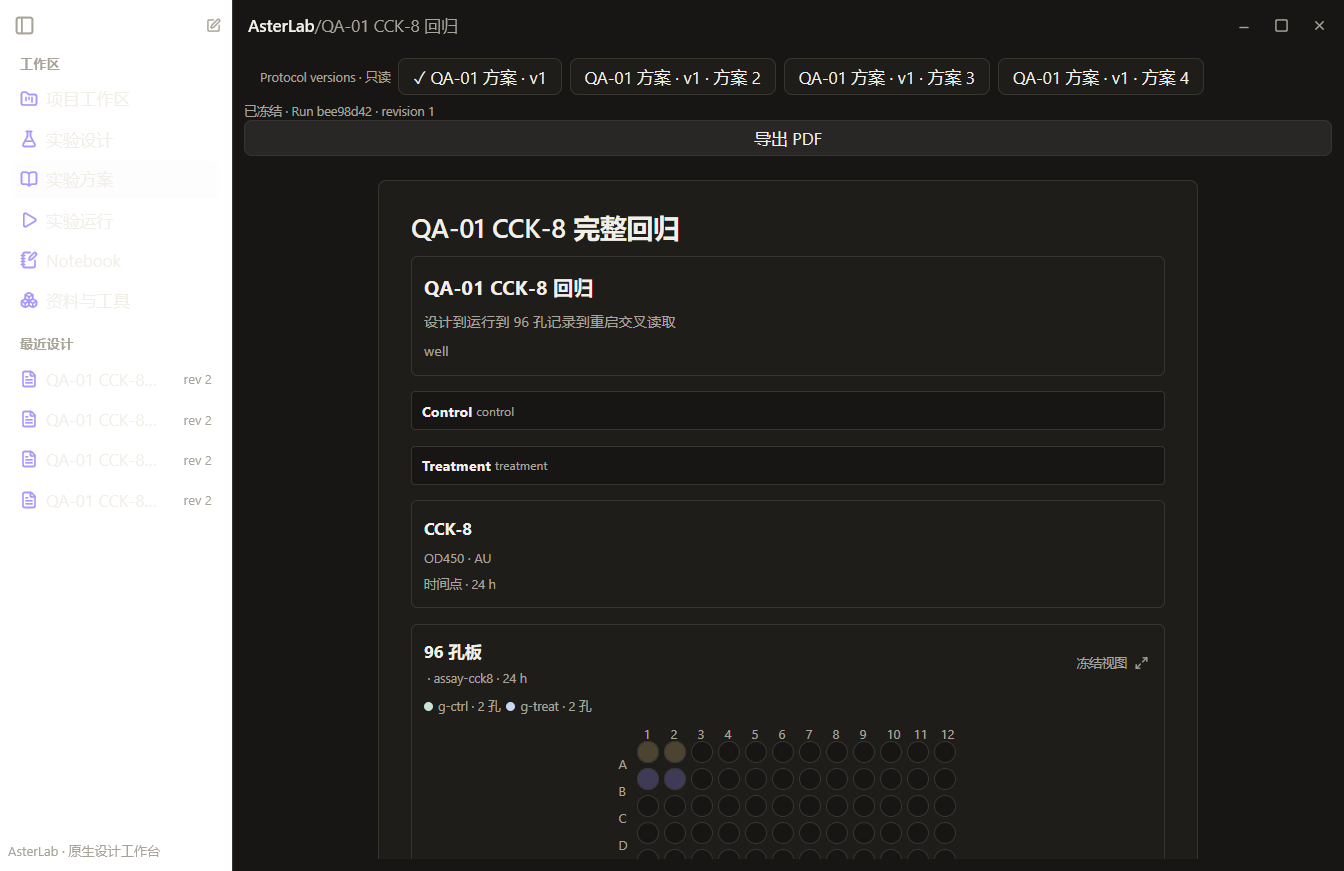 AsterLab/QA-01 CCK-8 回归
工作区
项目工作区
实验设计
实验方案
实验运行
Notebook
资料与工具
最近设计
QA-01 CCK-8... rev 2
QA-01 CCK-8... rev 2
QA-01 CCK-8... rev 2
QA-01 CCK-8... rev 2
AsterLab · 原生设计工作台
Protocol versions · 只读 ✓ QA-01 方案 · v1 QA-01 方案 · v1 · 方案 2 QA-01 方案 · v1 · 方案 3 QA-01 方案 · v1 · 方案 4
已冻结 · Run bee98d42 · revision 1
导出 PDF
QA-01 CCK-8 完整回归
QA-01 CCK-8 回归
设计到运行到 96 孔记录到重启交叉读取
well
Control control
Treatment treatment
CCK-8
OD450 · AU
时间点 · 24 h
96 孔板
· assay-cck8 · 24 h
冻结视图
g-ctrl · 2 孔 g-treat · 2 孔
1 2 3 4 5 6 7 8 9 10 11 12
A
B
C
D